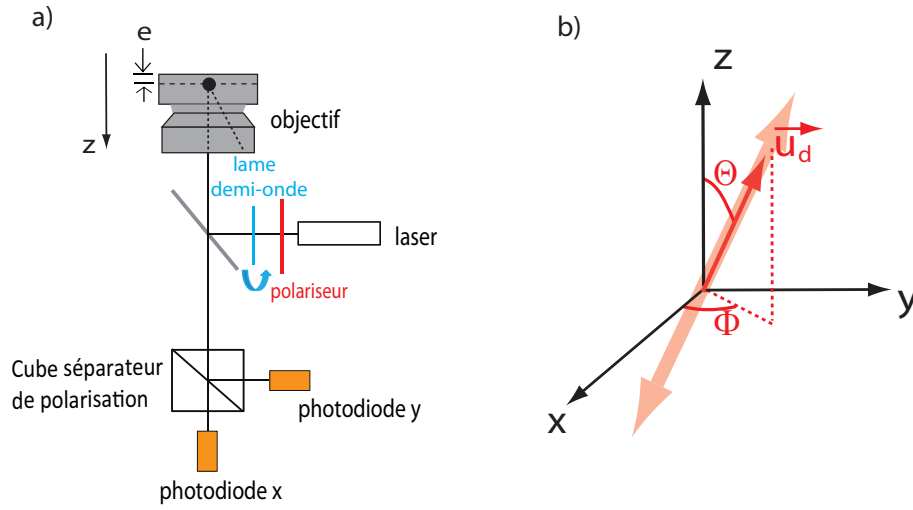 a)
e
z
objectif
lame
demi-onde
laser
polariseur
Cube séparateur
de polarisation
photodiode y
photodiode x
b)
z
u_d
Θ
y
Φ
x